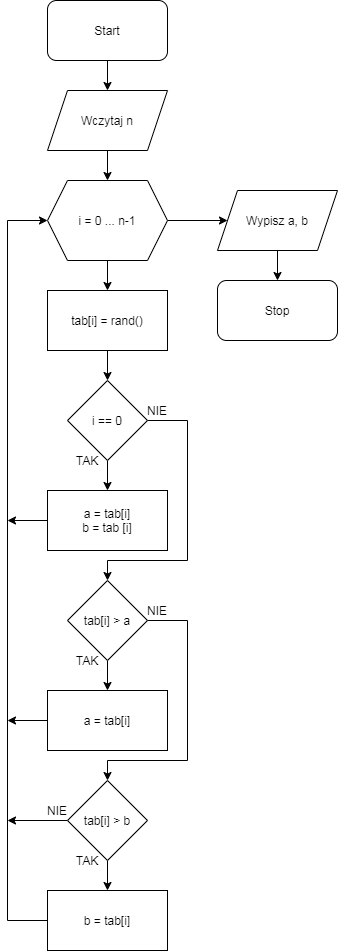 Start
Wczytaj n
i = 0 ... n-1
Wypisz a, b
Stop
tab[i] = rand()
i == 0
NIE
TAK
a = tab[i]
b = tab [i]
tab[i] > a
NIE
TAK
a = tab[i]
tab[i] > b
NIE
TAK
b = tab[i]